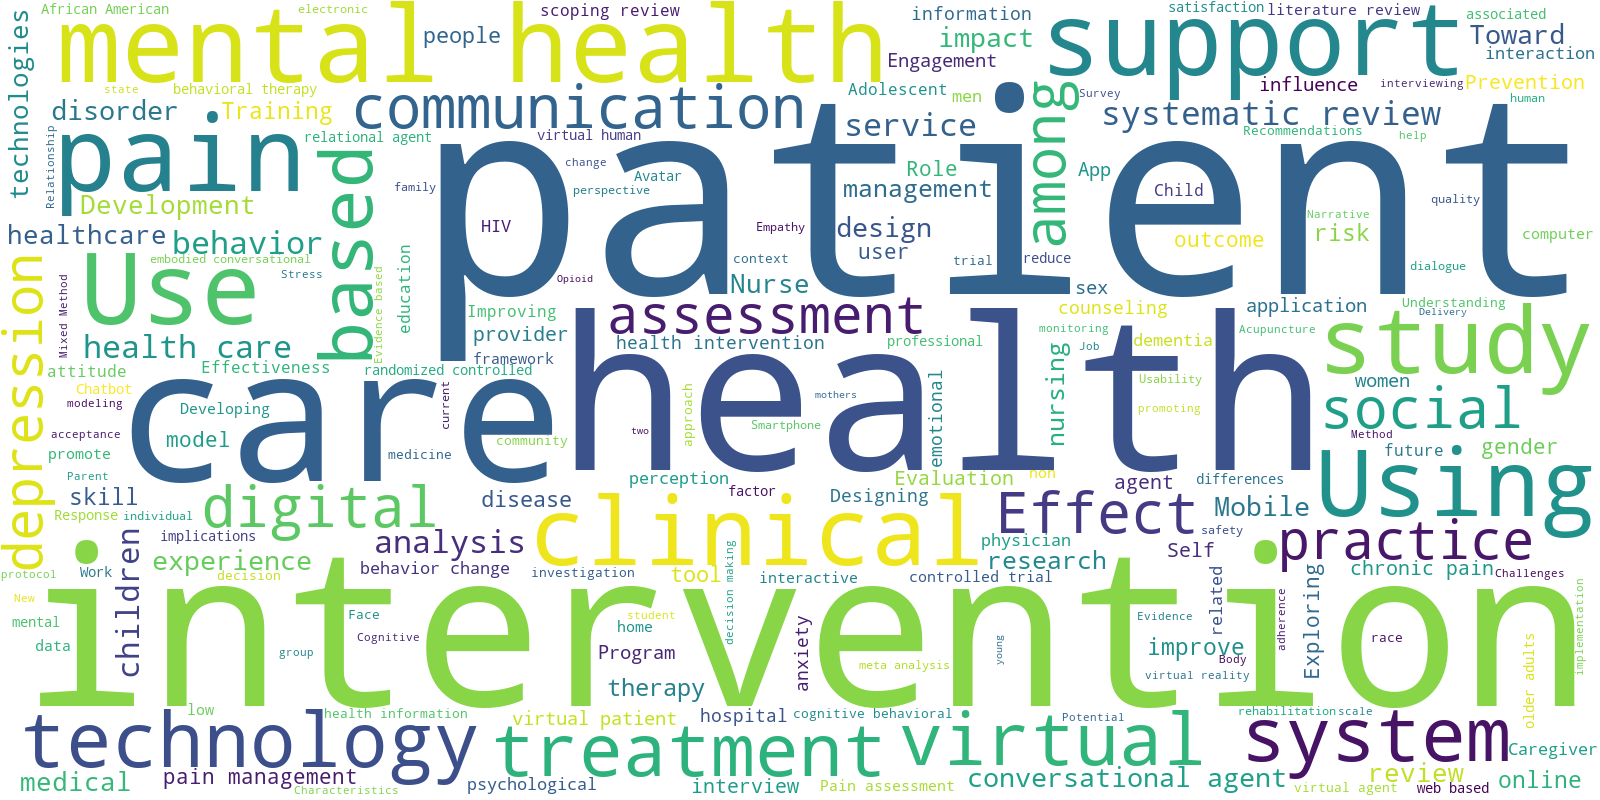 African American
electronic
scoping review
information
satisfaction
literature review
associated
technologies
mental health
people
impact
support
Toward
interaction
Engagement
state
behavioral therapy
Adolescent
men
influence
Survey
interviewing
Prevention
disorder
Training
communication
among
systematic review
human
Relationship
pain
relational agent
virtual human
service
Recommendations
help
based
change
Avatar
Role
App
family
perspective
management
Child
quality
Development
patient
HIV
Empathy
design
Narrative
healthcare
behavior
outcome
risk
computer
user
embodied conversational
context
trial
reduce
dialogue
depression
Use
Stress
Opioid
Nurse
sex
Mixed Method
Evidence based
education
Improving
assessment
counseling
application
Understanding
Delivery
provider
monitoring
Acupuncture
study
health care
framework
health intervention
professional
Job
dementia
attitude
Effectiveness
randomized controlled
Chatbot
care
health
nursing
Usability
women
modeling
Developing
current
mothers
emotional
promoting
social
approach
Smartphone
acceptance
model
community
two
Method
promote
medicine
future
gender
Parent
perception
Evaluation
non
agent
differences
Using
skill
digital
disease
factor
Designing
Effect
Mobile
Response
individual
clinical
safety
children
implications
analysis
physician
practice
experience
decision making
research
Self
protocol
Work
decision
behavior change
investigation
tool
interactive
controlled trial
related
Exploring
chronic pain
Challenges
New
intervention
adherence
implementation
mental
Face
student
Evidence
data
Cognitive
home
anxiety
improve
race
group
Program
young
Body
older adults
therapy
meta analysis
virtual reality
low
health information
virtual patient
hospital
cognitive behavioral
Potential
rehabilitation
scale
technology
treatment
virtual
system
Caregiver
medical
pain management
psychological
interview
Pain assessment
conversational agent
review
online
Characteristics
virtual agent
web based